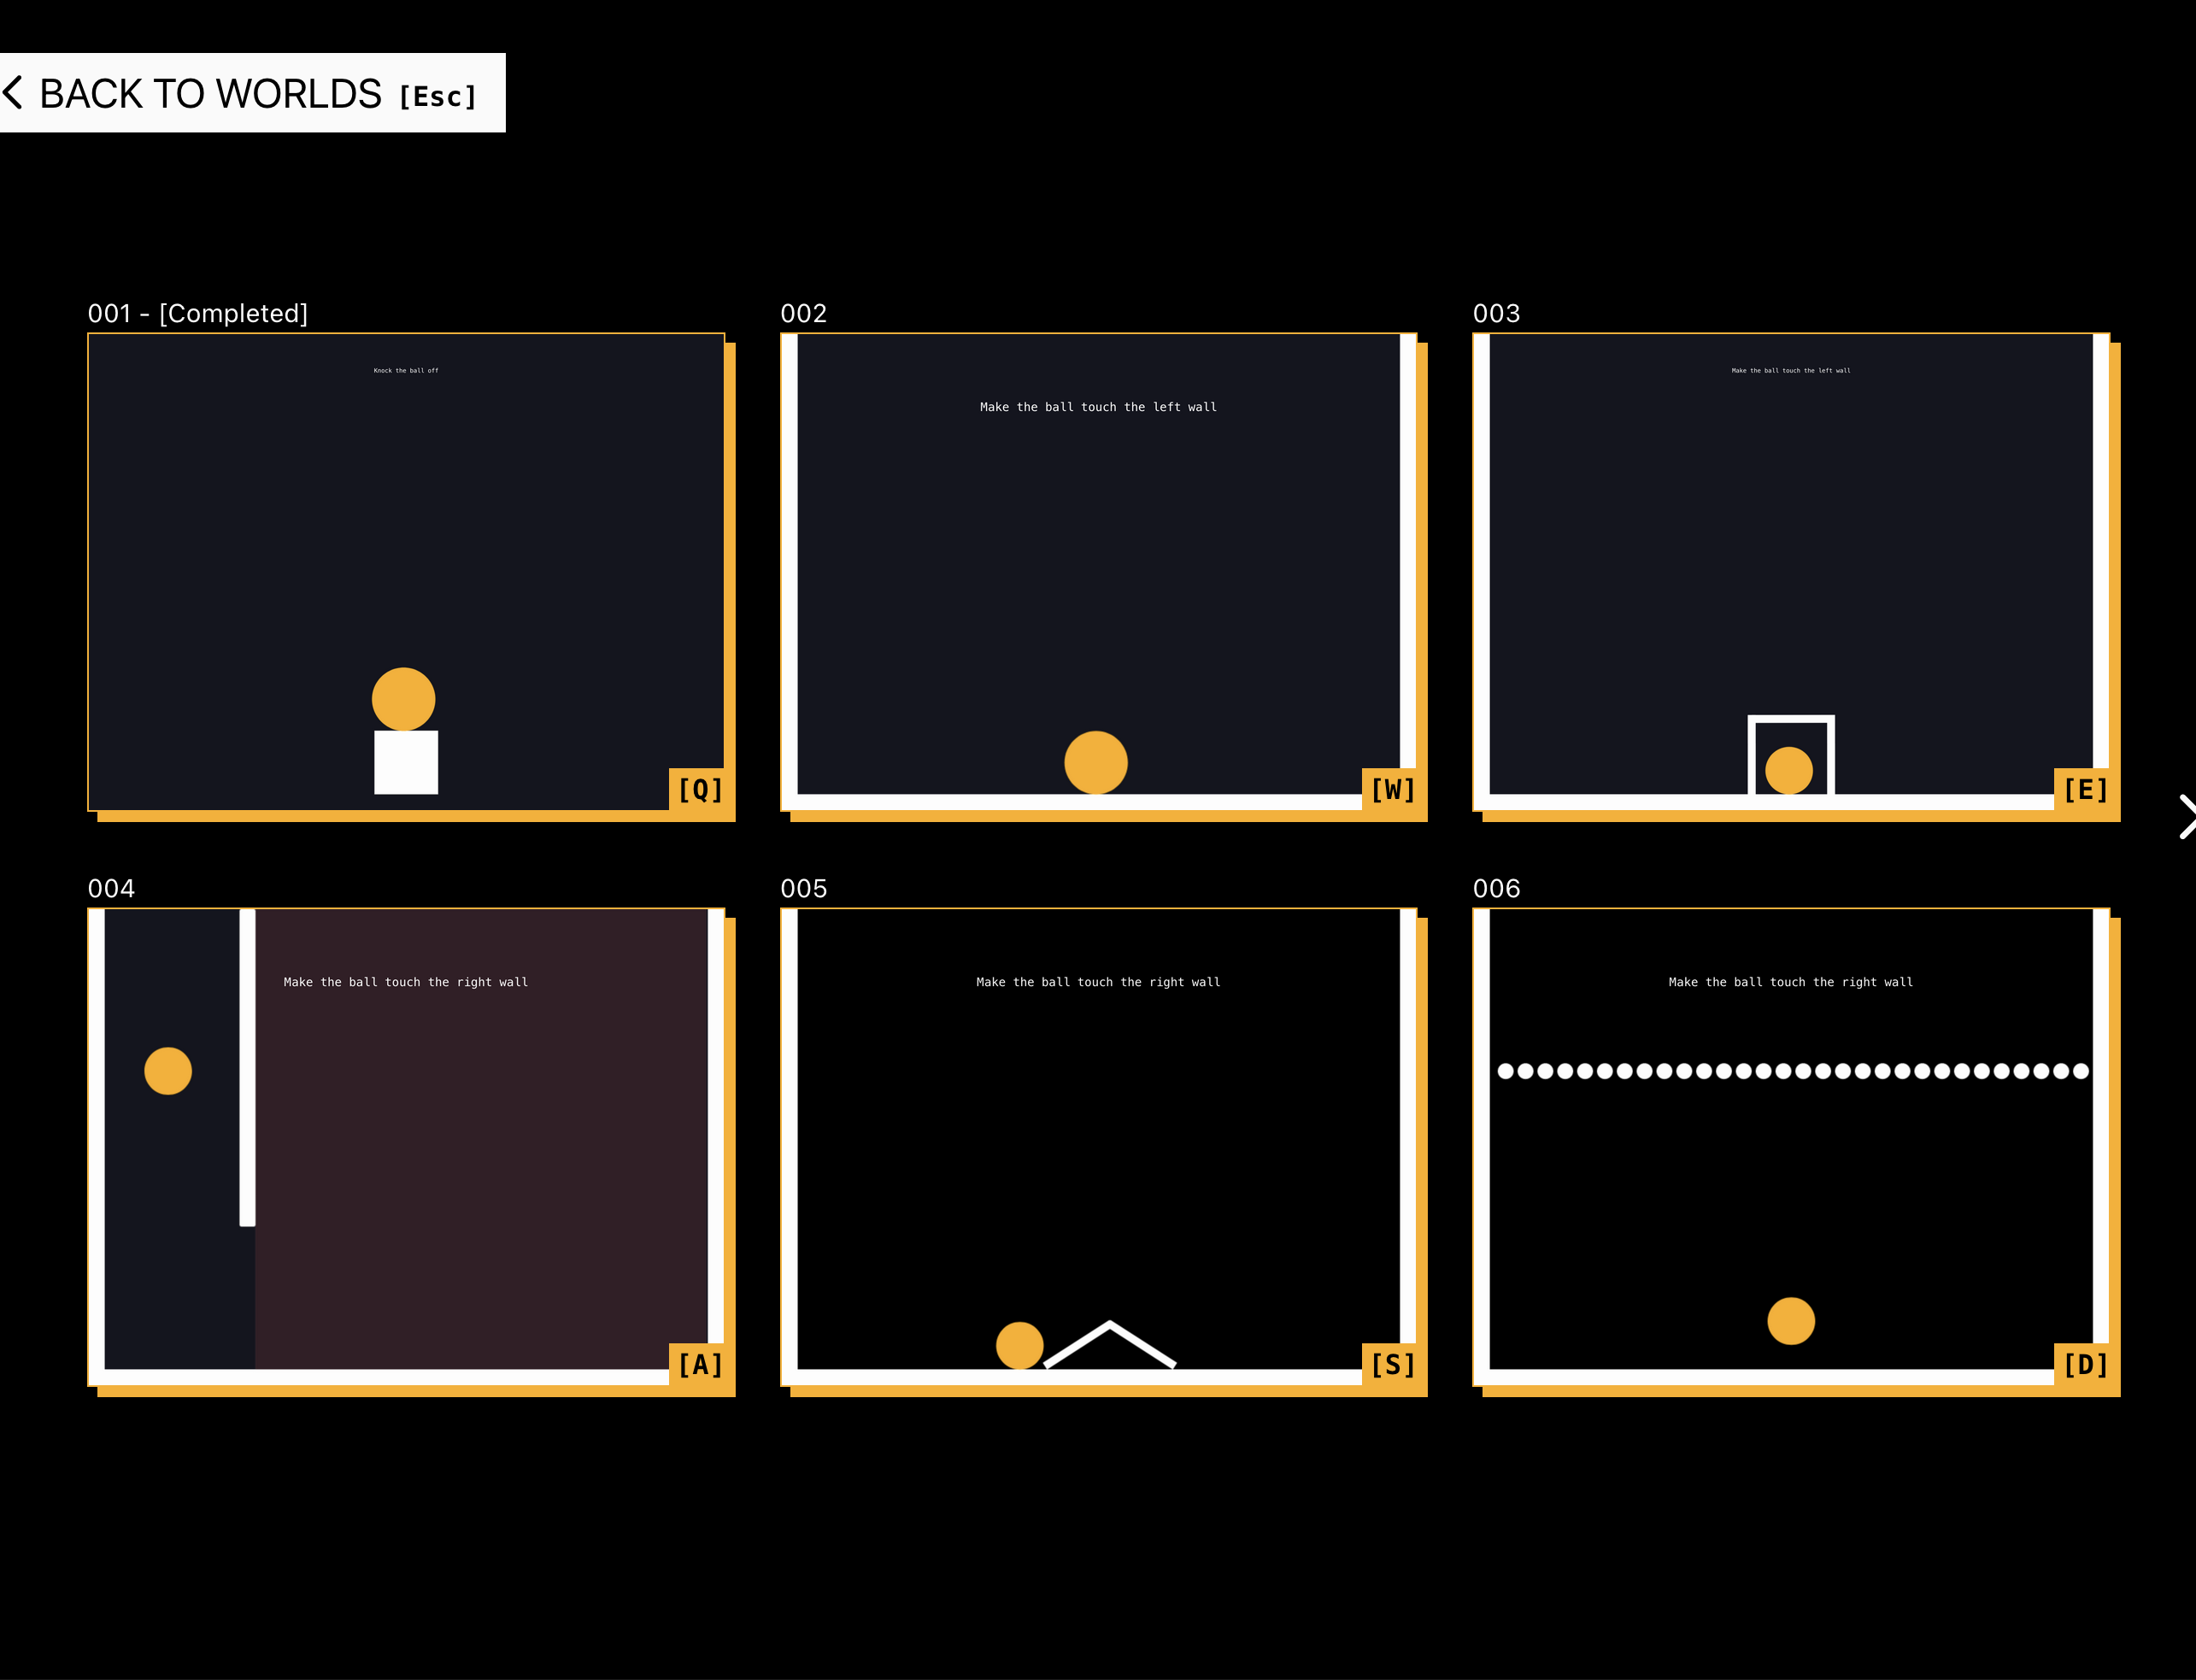 BACK TO WORLDS [Esc]
001 - [Completed]
Knock the ball off
[Q]
002
Make the ball touch the left wall
[W]
003
Make the ball touch the left wall
[E]
004
Make the ball touch the right wall
[A]
005
Make the ball touch the right wall
[S]
006
Make the ball touch the right wall
[D]